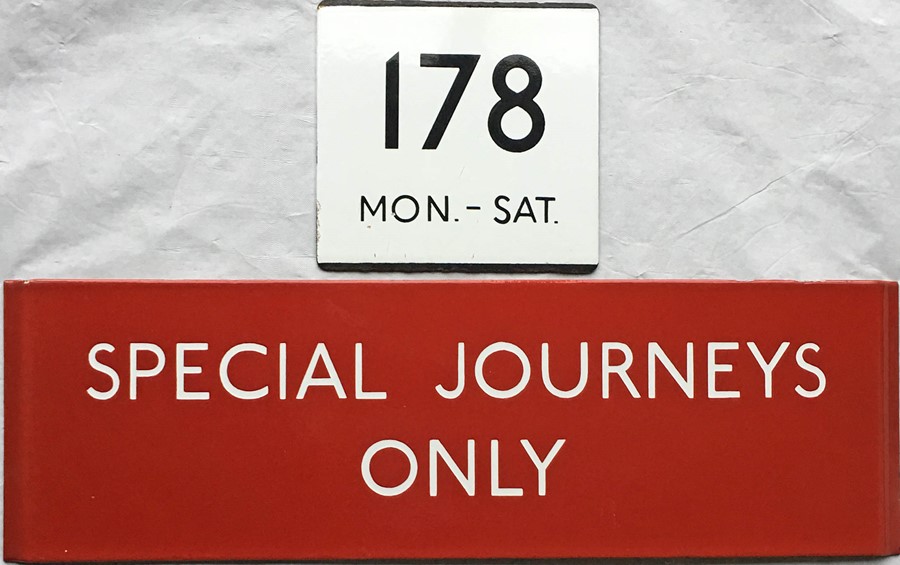 178
MON.-SAT.
SPECIAL JOURNEYS
ONLY